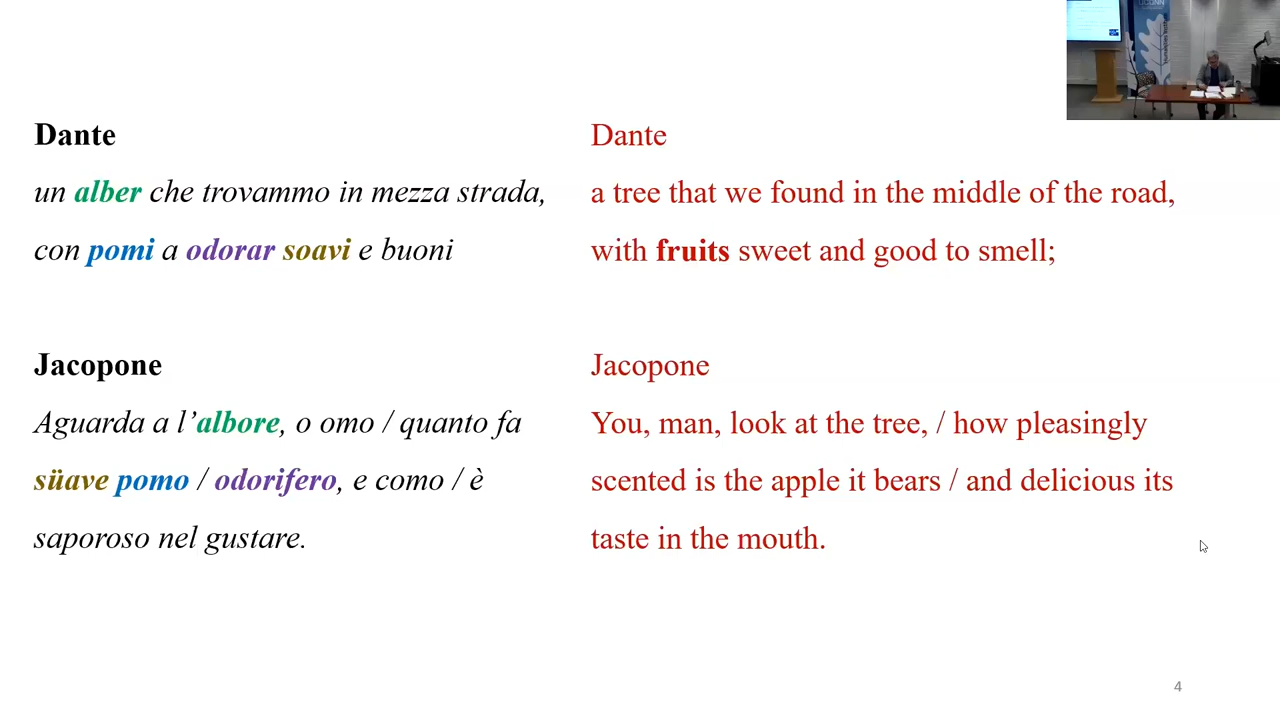 UCONN
Dante
un alber che trovammo in mezza strada,
con pomi a odorar soavi e buoni
Jacopone
Aguarda a l’albore, o omo / quanto fa
süave pomo / odorifero, e como / è
saporoso nel gustare.
Dante
a tree that we found in the middle of the road,
with fruits sweet and good to smell;
Jacopone
You, man, look at the tree, / how pleasingly
scented is the apple it bears / and delicious its
taste in the mouth.
4